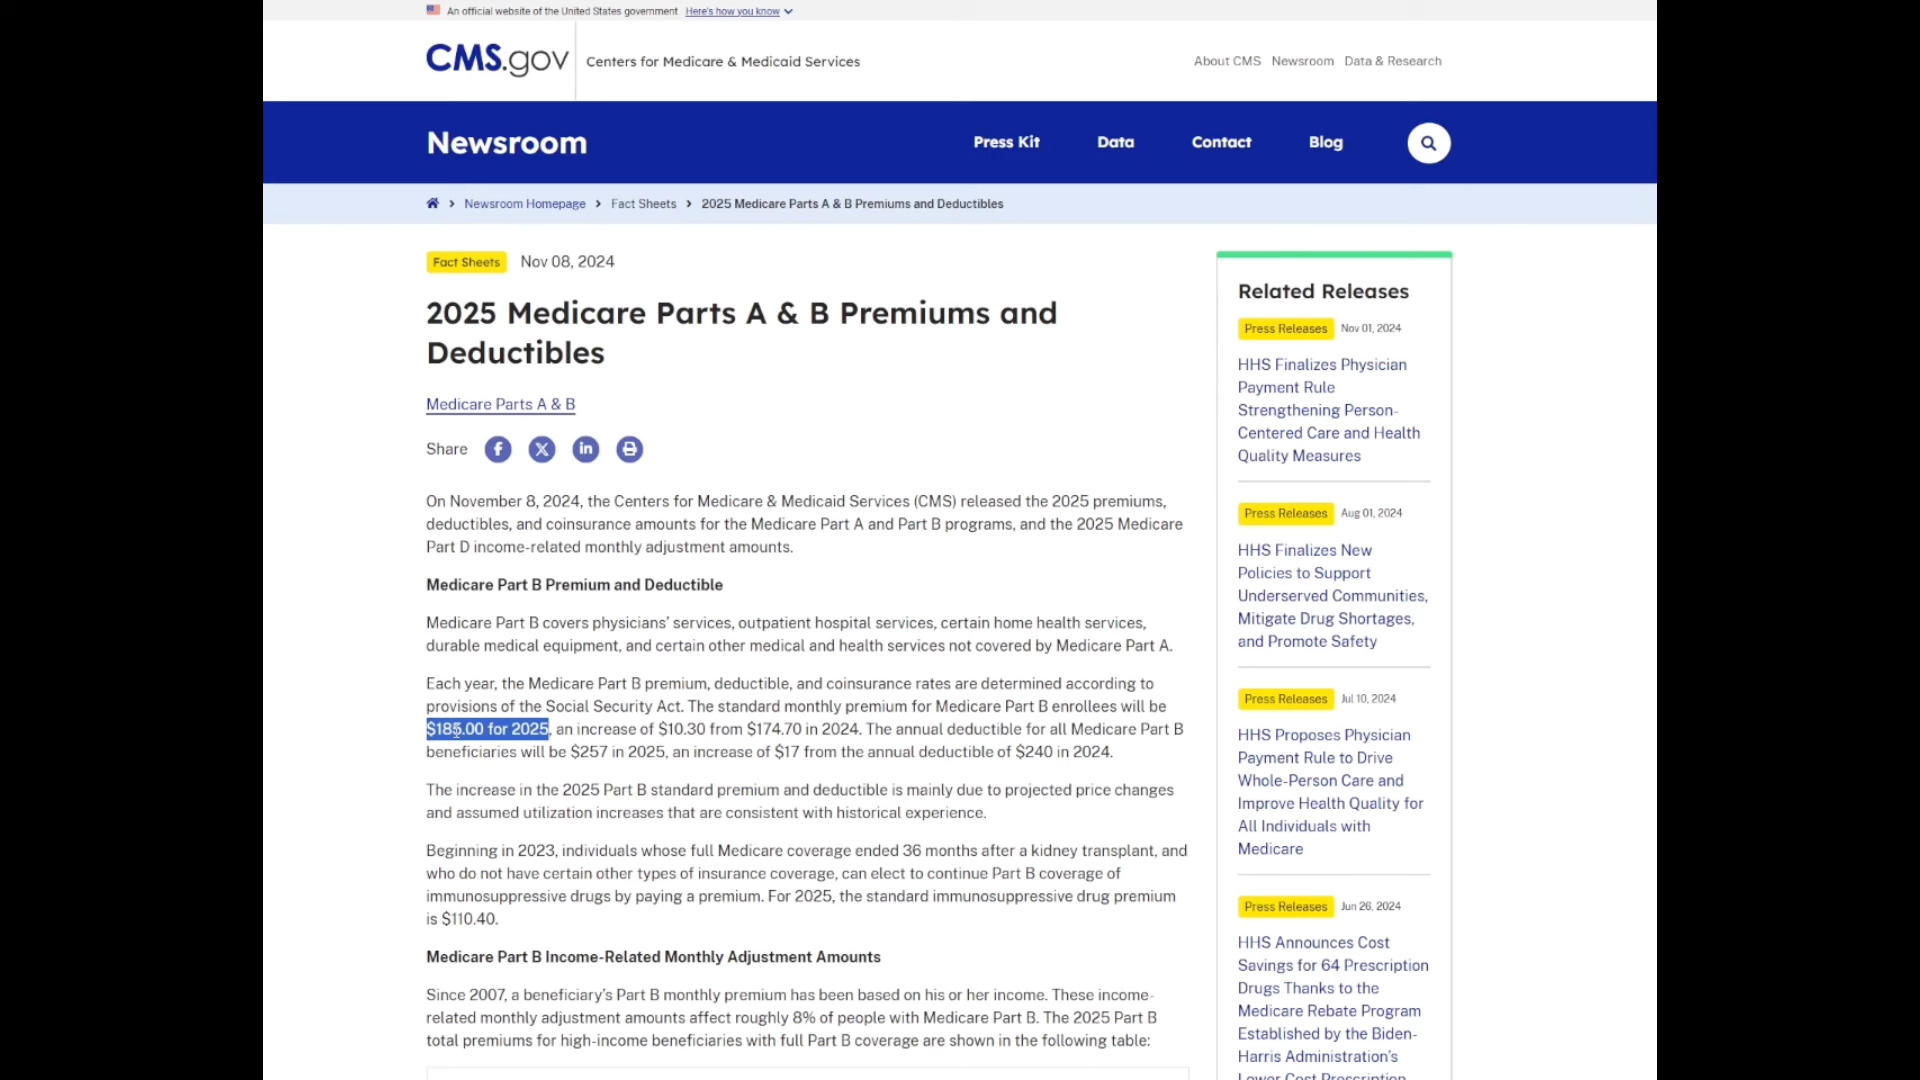 An official website of the United States government Here's how you know
CMS.gov
Centers for Medicare & Medicaid Services
About CMS Newsroom Data & Research
Newsroom
Press Kit Data Contact Blog
Newsroom Homepage Fact Sheets 2025 Medicare Parts A & B Premiums and Deductibles
Fact Sheets Nov 08, 2024
2025 Medicare Parts A & B Premiums and
Deductibles
Medicare Parts A & B
Share
On November 8, 2024, the Centers for Medicare & Medicaid Services (CMS) released the 2025 premiums,
deductibles, and coinsurance amounts for the Medicare Part A and Part B programs, and the 2025 Medicare
Part D income-related monthly adjustment amounts.
Medicare Part B Premium and Deductible
Medicare Part B covers physicians’ services, outpatient hospital services, certain home health services,
durable medical equipment, and certain other medical and health services not covered by Medicare Part A.
Each year, the Medicare Part B premium, deductible, and coinsurance rates are determined according to
provisions of the Social Security Act. The standard monthly premium for Medicare Part B enrollees will be
$185.00 for 2025, an increase of $10.30 from $174.70 in 2024. The annual deductible for all Medicare Part B
beneficiaries will be $257 in 2025, an increase of $17 from the annual deductible of $240 in 2024.
The increase in the 2025 Part B standard premium and deductible is mainly due to projected price changes
and assumed utilization increases that are consistent with historical experience.
Beginning in 2023, individuals whose full Medicare coverage ended 36 months after a kidney transplant, and
who do not have certain other types of insurance coverage, can elect to continue Part B coverage of
immunosuppressive drugs by paying a premium. For 2025, the standard immunosuppressive drug premium
is $110.40.
Medicare Part B Income-Related Monthly Adjustment Amounts
Since 2007, a beneficiary’s Part B monthly premium has been based on his or her income. These income-
related monthly adjustment amounts affect roughly 8% of people with Medicare Part B. The 2025 Part B
total premiums for high-income beneficiaries with full Part B coverage are shown in the following table:
Related Releases
Press Releases Nov 01, 2024
HHS Finalizes Physician
Payment Rule
Strengthening Person-
Centered Care and Health
Quality Measures
Press Releases Aug 01, 2024
HHS Finalizes New
Policies to Support
Underserved Communities,
Mitigate Drug Shortages,
and Promote Safety
Press Releases Jul 10, 2024
HHS Proposes Physician
Payment Rule to Drive
Whole-Person Care and
Improve Health Quality for
All Individuals with
Medicare
Press Releases Jun 26, 2024
HHS Announces Cost
Savings for 64 Prescription
Drugs Thanks to the
Medicare Rebate Program
Established by the Biden-
Harris Administration’s
Lower Cost Prescription